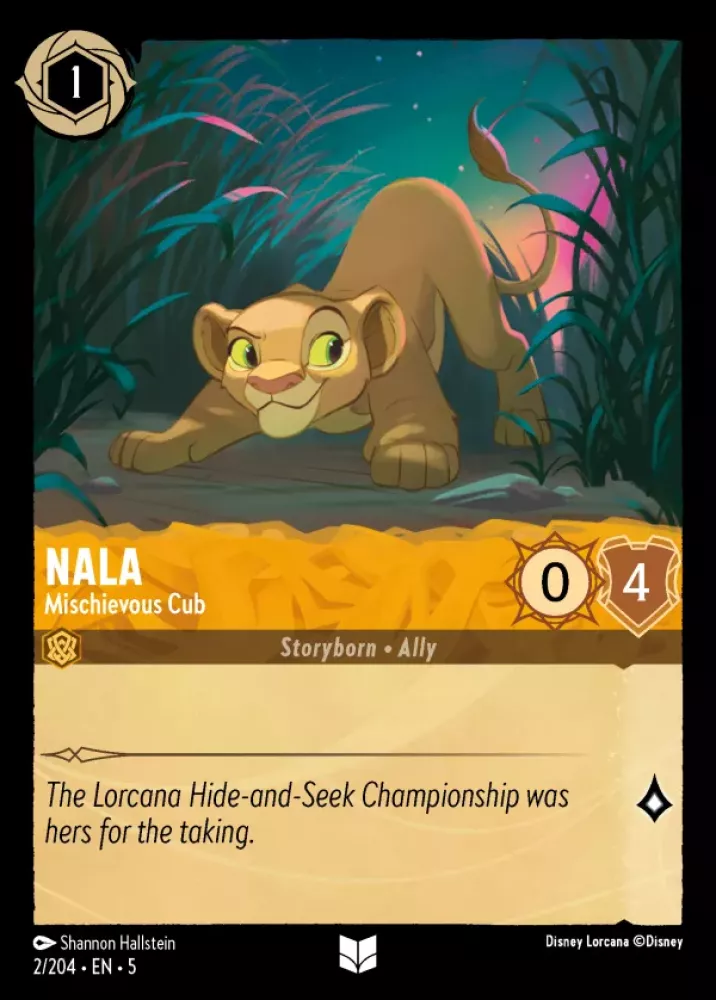 1
NALA
Mischievous Cub
0
4
Storyborn • Ally
The Lorcana Hide-and-Seek Championship was
hers for the taking.
Shannon Hallstein
2/204 • EN • 5
Disney Lorcana ©Disney